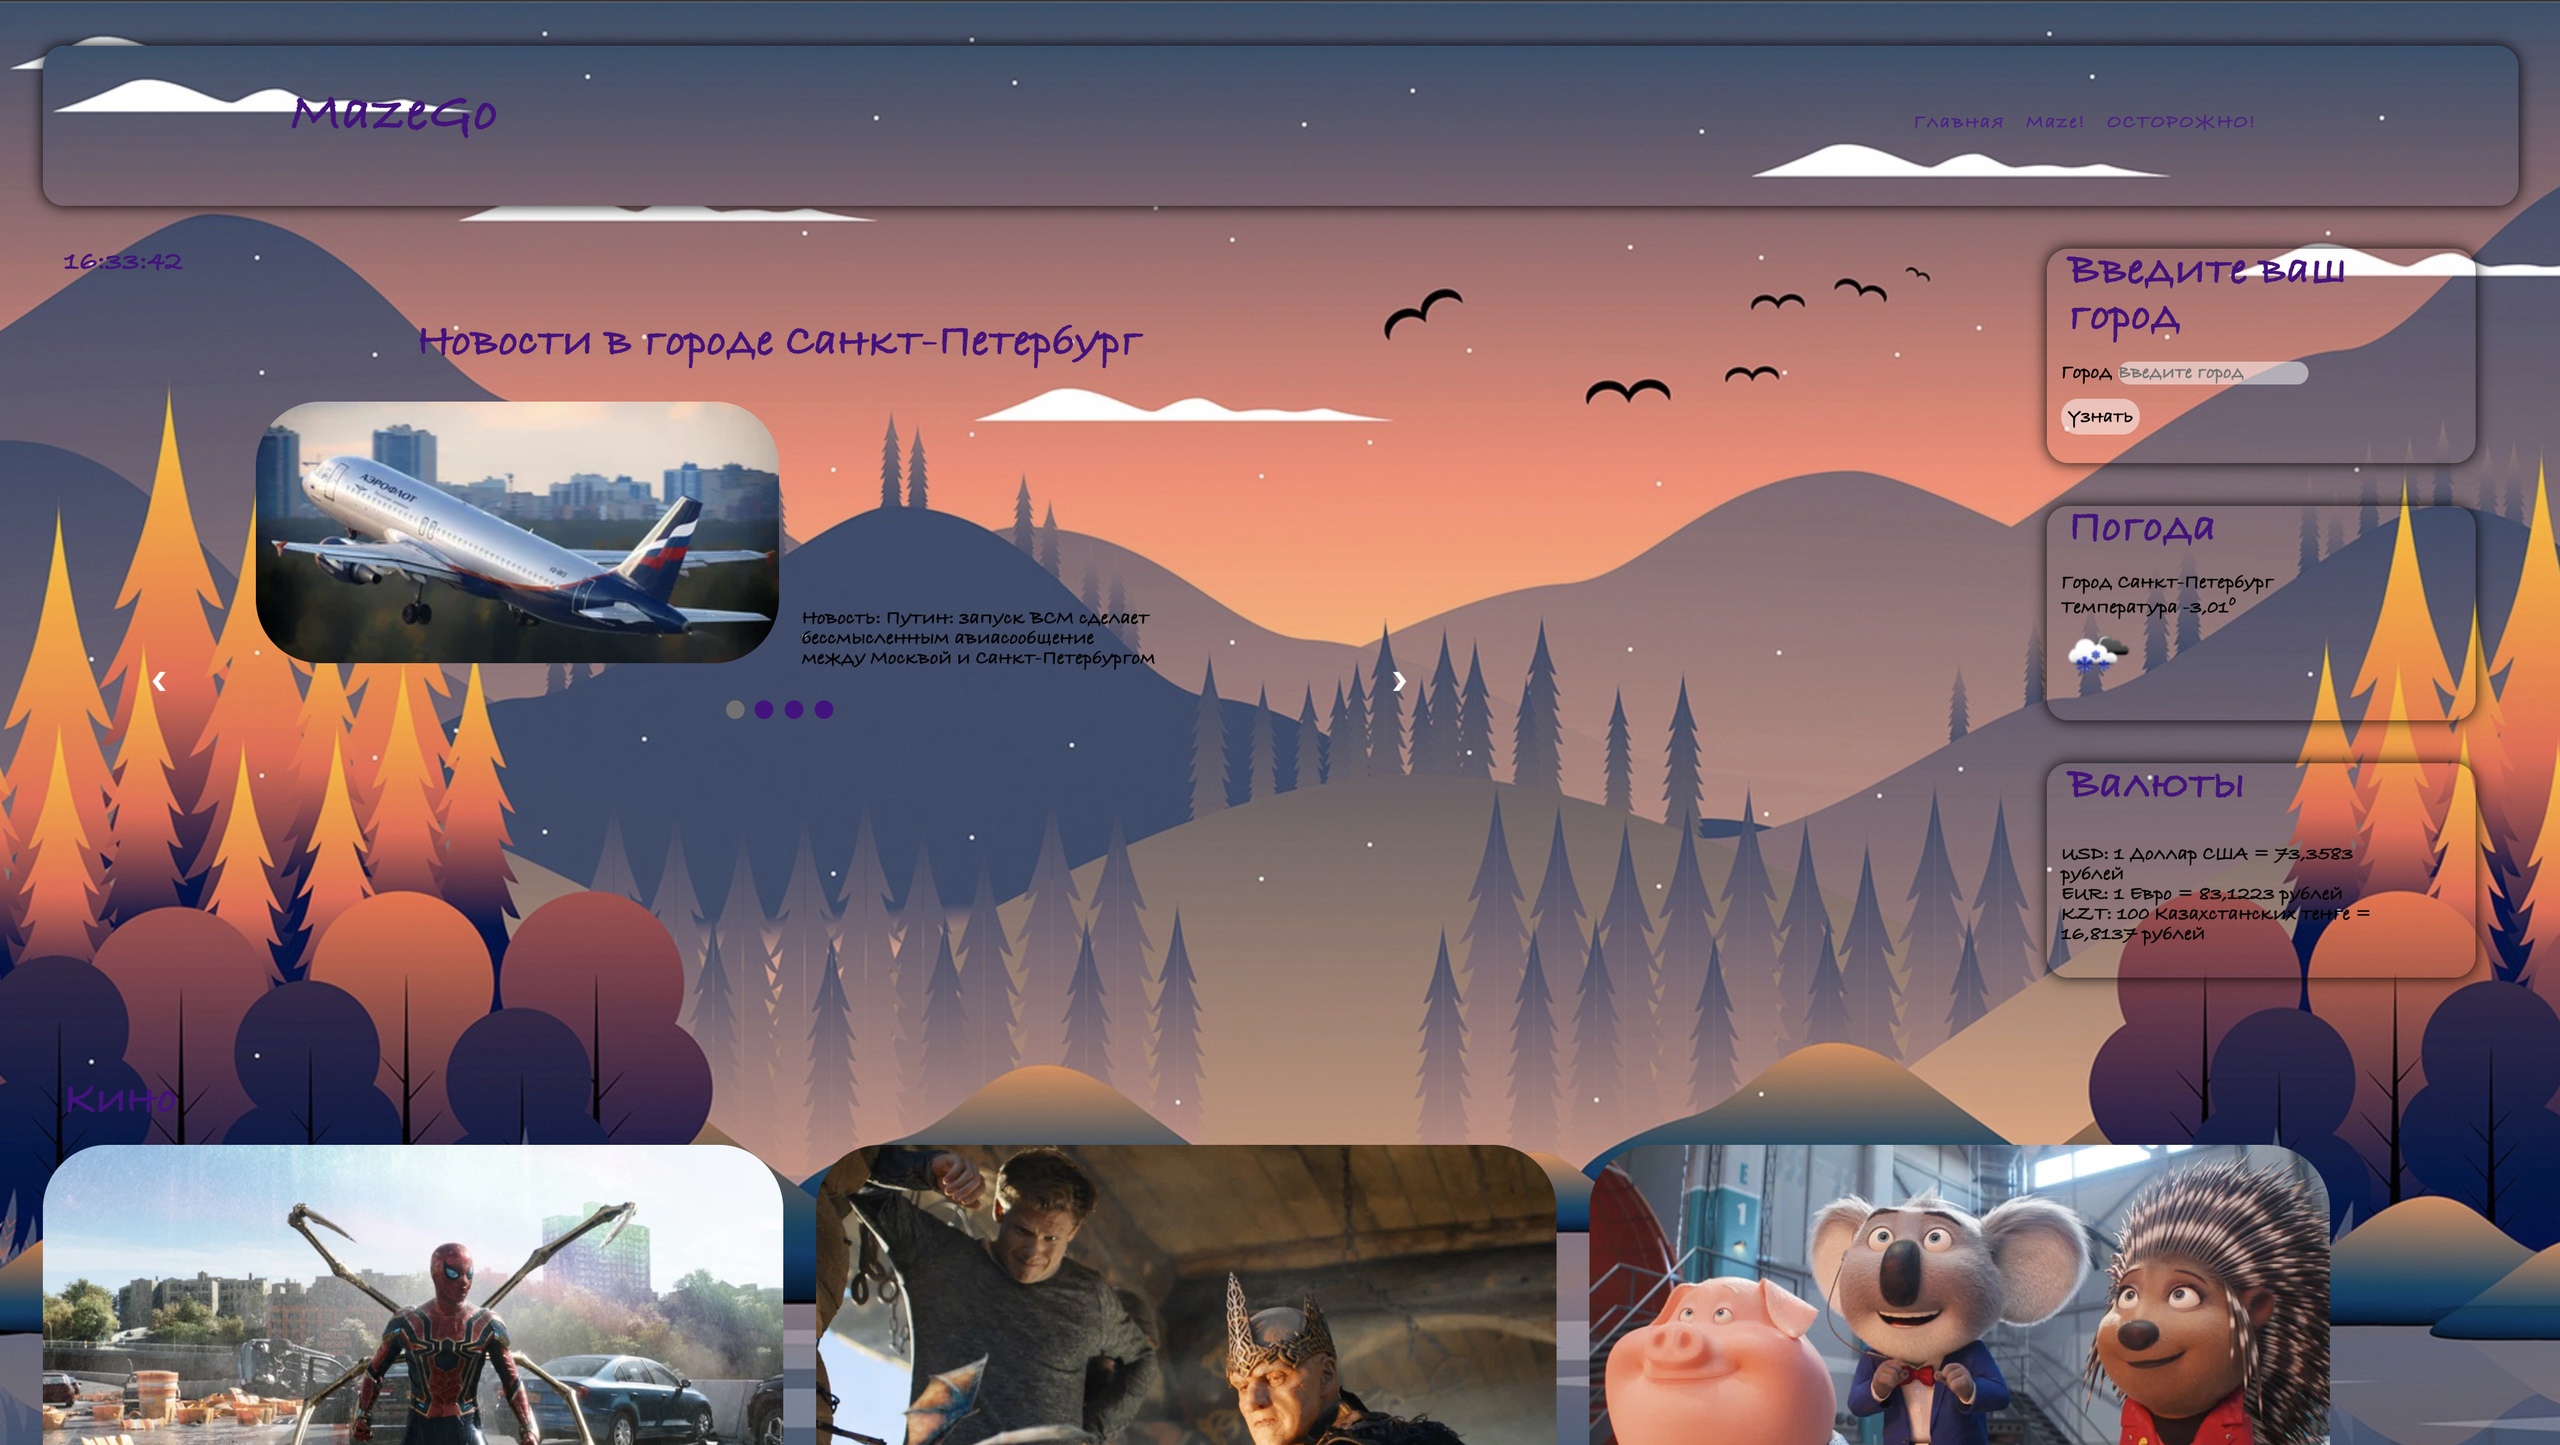 MazeGo
Главная Maze! ОСТОРОЖНО!
16:33:42
Новости в городе Санкт-Петербург
АЭРОФЛОТ
Новость: Путин: запуск ВСМ сделает
бессмысленным авиасообщение
между Москвой и Санкт-Петербургом
‹
›
Введите ваш
город
Город Введите город
Узнать
Погода
Город Санкт-Петербург
Температура -3,01°
Валюты
USD: 1 Доллар США = 73,3583
рублей
EUR: 1 Евро = 83,1223 рублей
KZT: 100 Казахстанских тенге =
16,8137 рублей
Кино
E
1